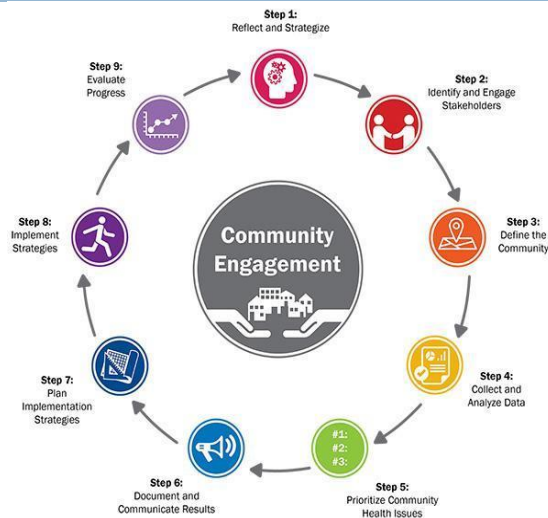 Step 1:
Reflect and Strategize
Step 2:
Identify and Engage
Stakeholders
Step 3:
Define the
Community
Step 4:
Collect and
Analyze Data
Step 5:
Prioritize Community
Health Issues
#1:
#2:
#3:
Step 6:
Document and
Communicate Results
Step 7:
Plan
Implementation
Strategies
Step 8:
Implement
Strategies
Step 9:
Evaluate
Progress
Community
Engagement